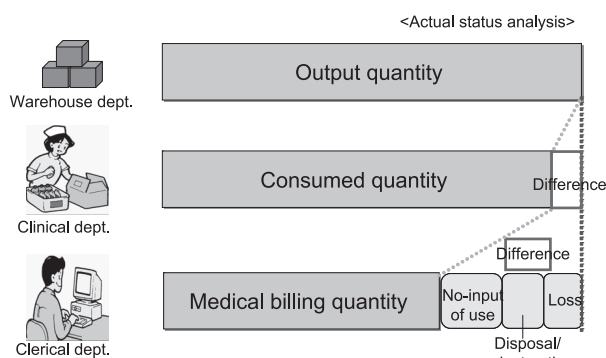 <Actual status analysis>
Output quantity
Warehouse dept.
Consumed quantity
Difference
Clinical dept.
Difference
Medical billing quantity
No-input
of use
Loss
Disposal/
Clerical dept.